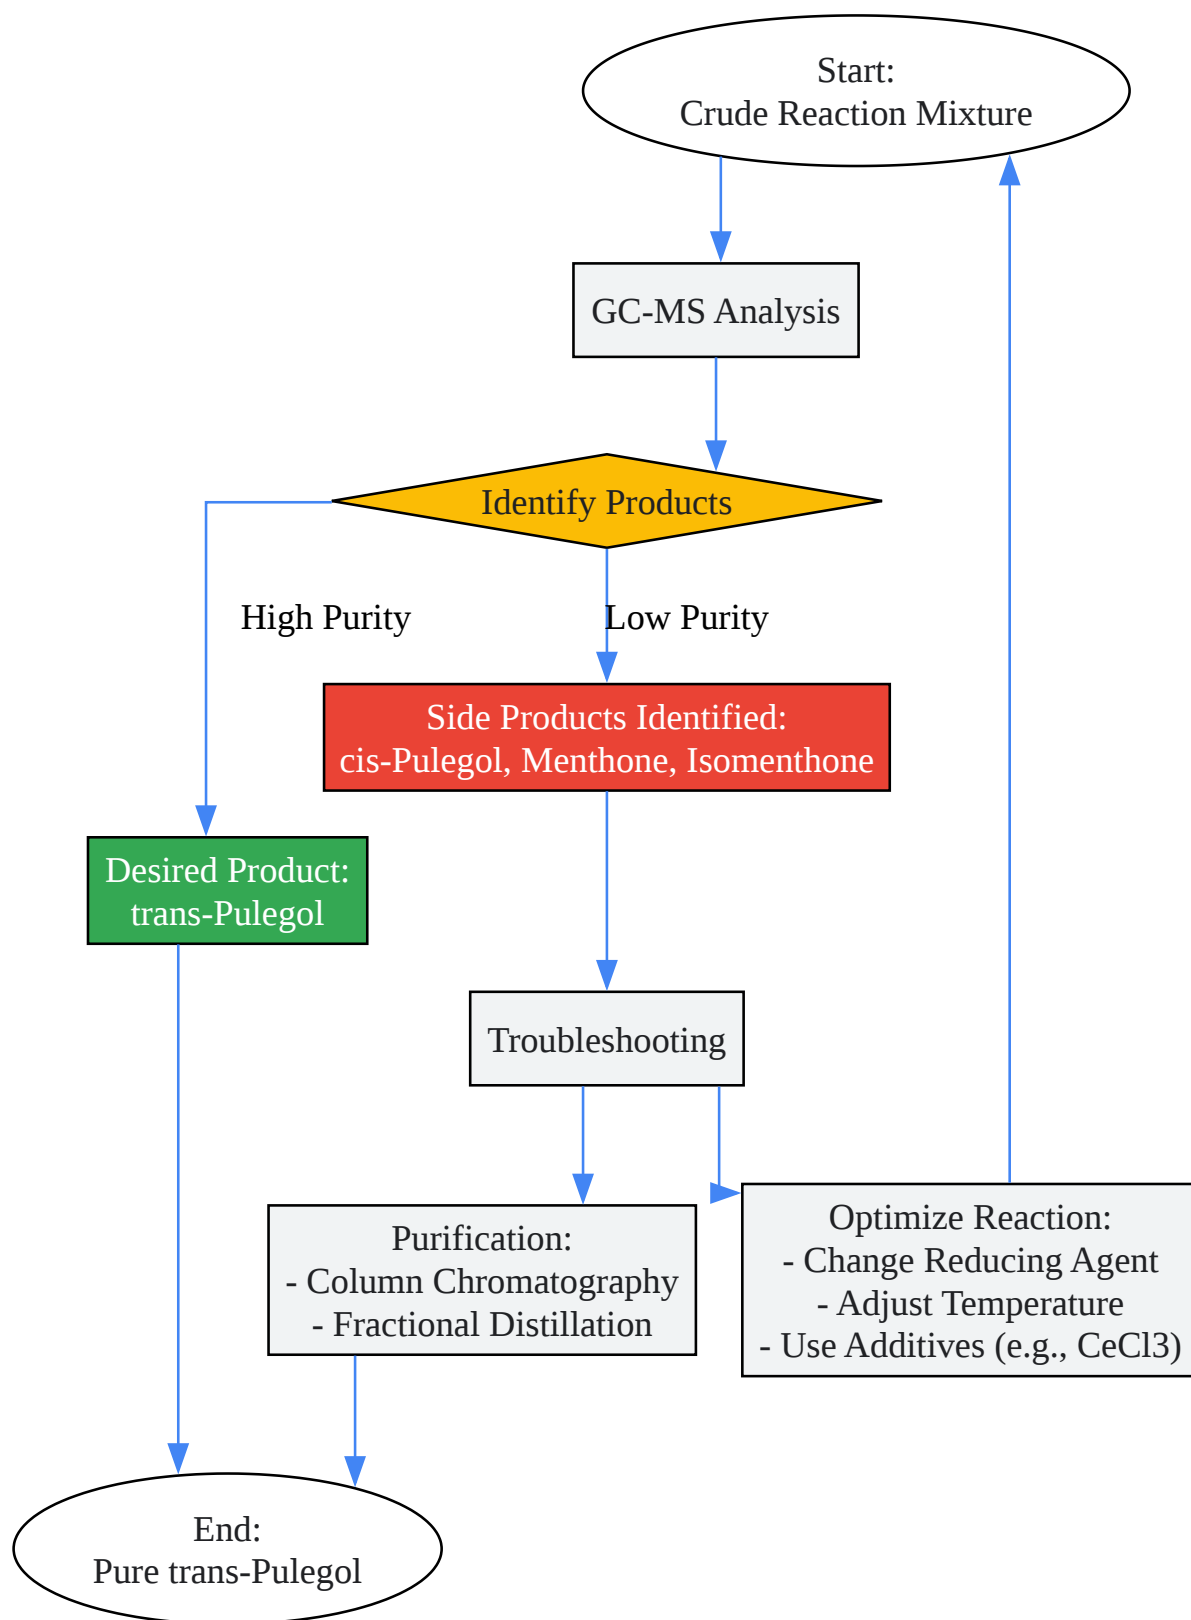 Start:
Crude Reaction Mixture
GC-MS Analysis
Identify Products
High Purity
Low Purity
Side Products Identified:
cis-Pulegol, Menthone, Isomenthone
Desired Product:
trans-Pulegol
Troubleshooting
Purification:
- Column Chromatography
- Fractional Distillation
Optimize Reaction:
- Change Reducing Agent
- Adjust Temperature
- Use Additives (e.g., CeCl3)
End:
Pure trans-Pulegol